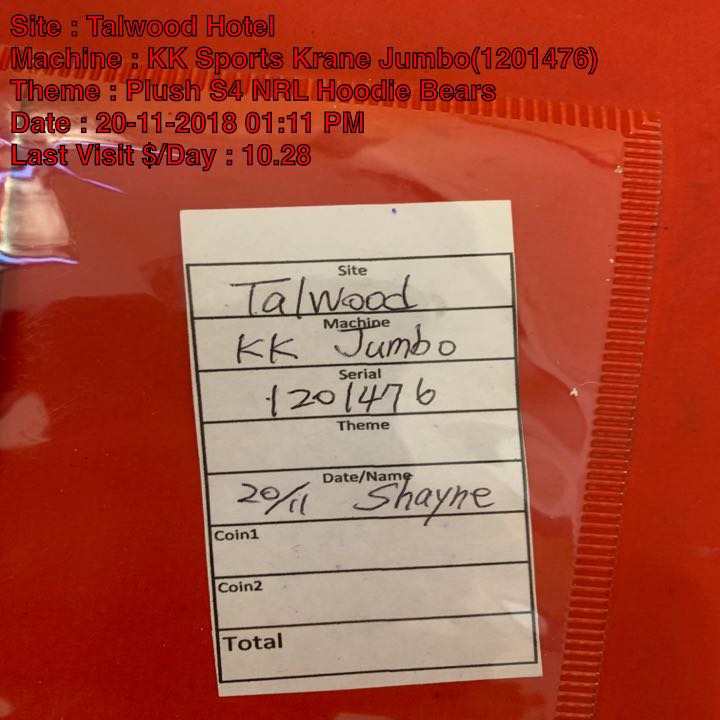 Site : Talwood Hotel
Machine : KK Sports Krane Jumbo(1201476)
Theme : Plush S4 NRL Hoodie Bears
Date : 20-11-2018 01:11 PM
Last Visit $/Day : 10.28
Site
Talwood
Machine
KK Jumbo
Serial
1201476
Theme
Date/Name
20/11 Shayne
Coin1
Coin2
Total